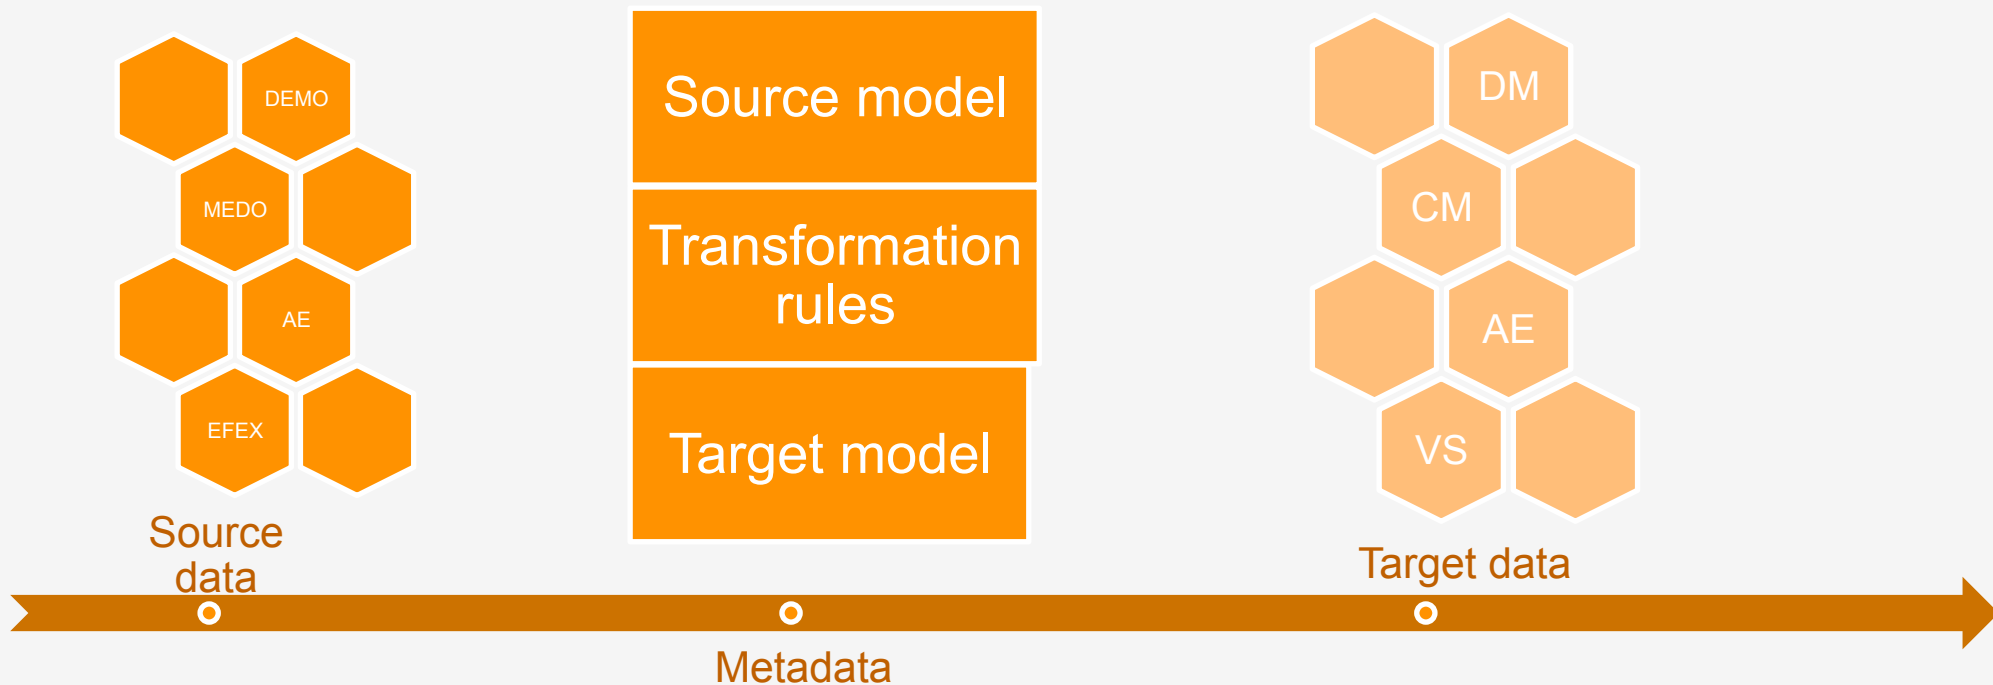 DEMO
MEDO
AE
EFEX
Source
data
Source model
Transformation
rules
Target model
Metadata
DM
CM
AE
VS
Target data